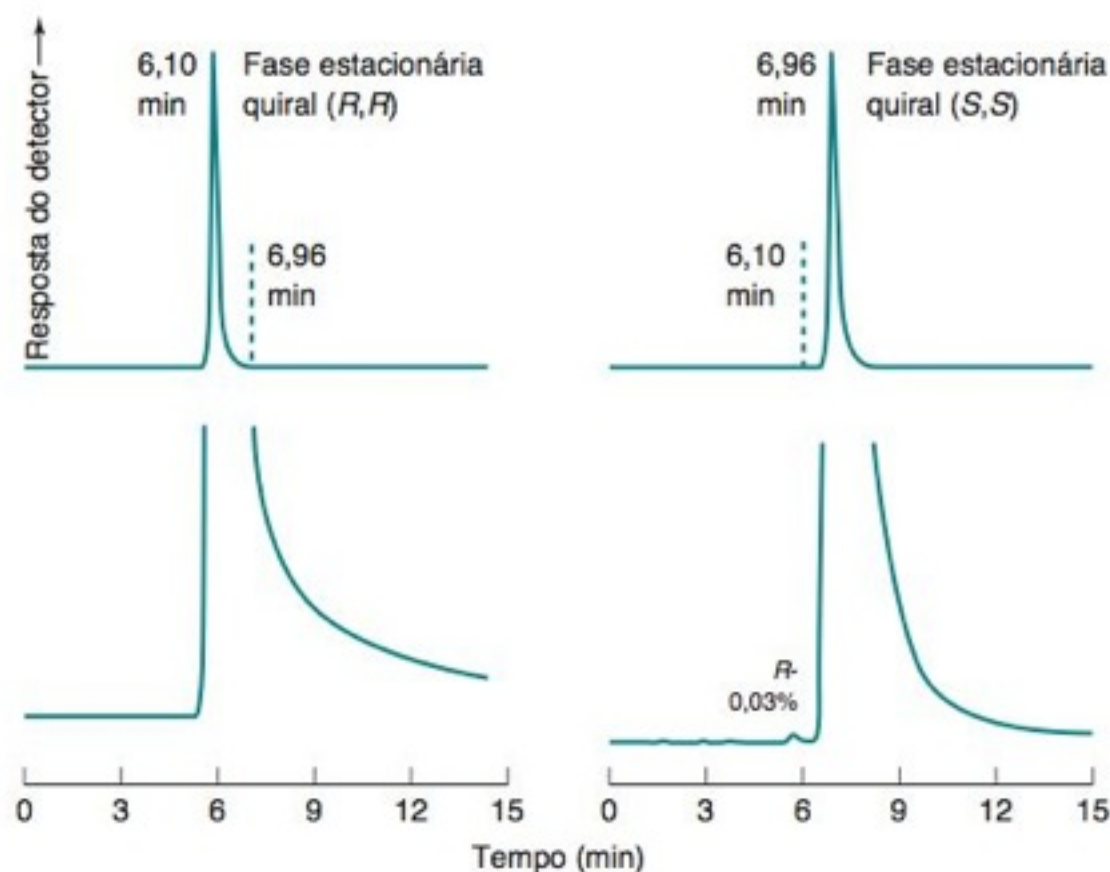 Resposta do detector
6,10
min
Fase estacionária
quiral (R,R)
6,96
min
6,96
min
Fase estacionária
quiral (S,S)
6,10
min
R-
0,03%
0 3 6 9 12 15
0 3 6 9 12 15
Tempo (min)